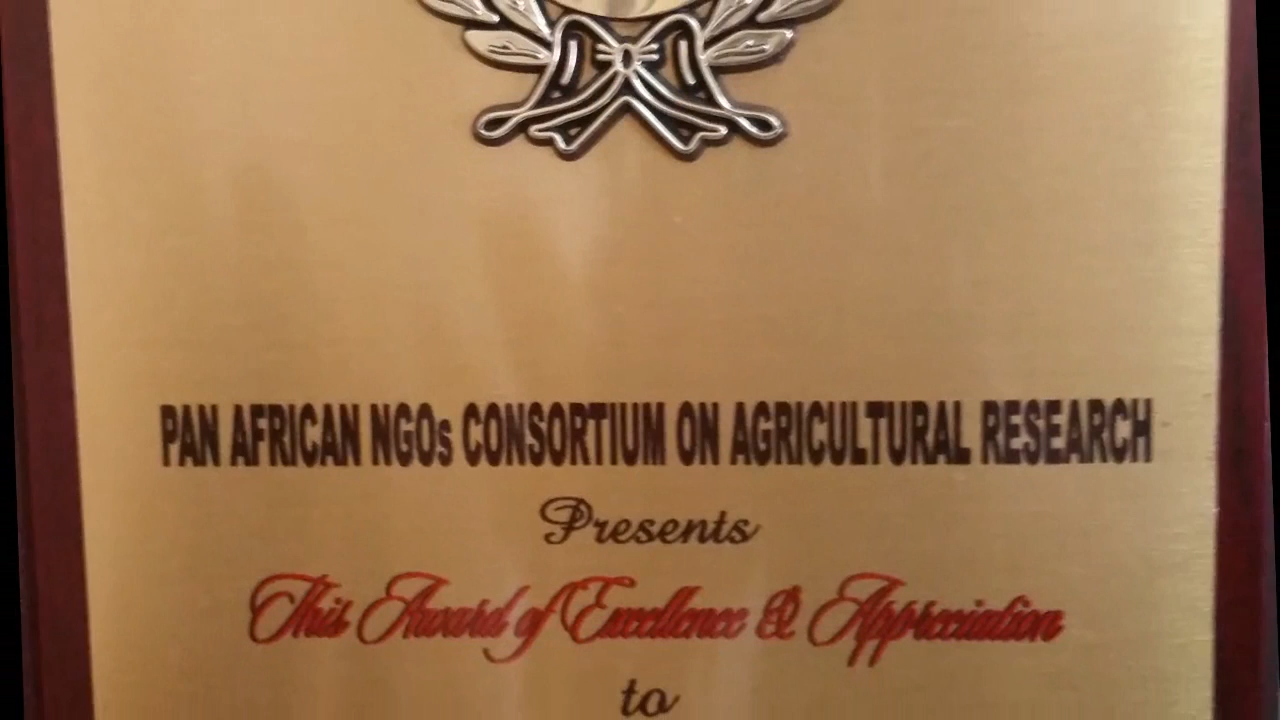 PAN AFRICAN NGOs CONSORTIUM ON AGRICULTURAL RESEARCH
Presents
This Award of Excellence & Appreciation
to